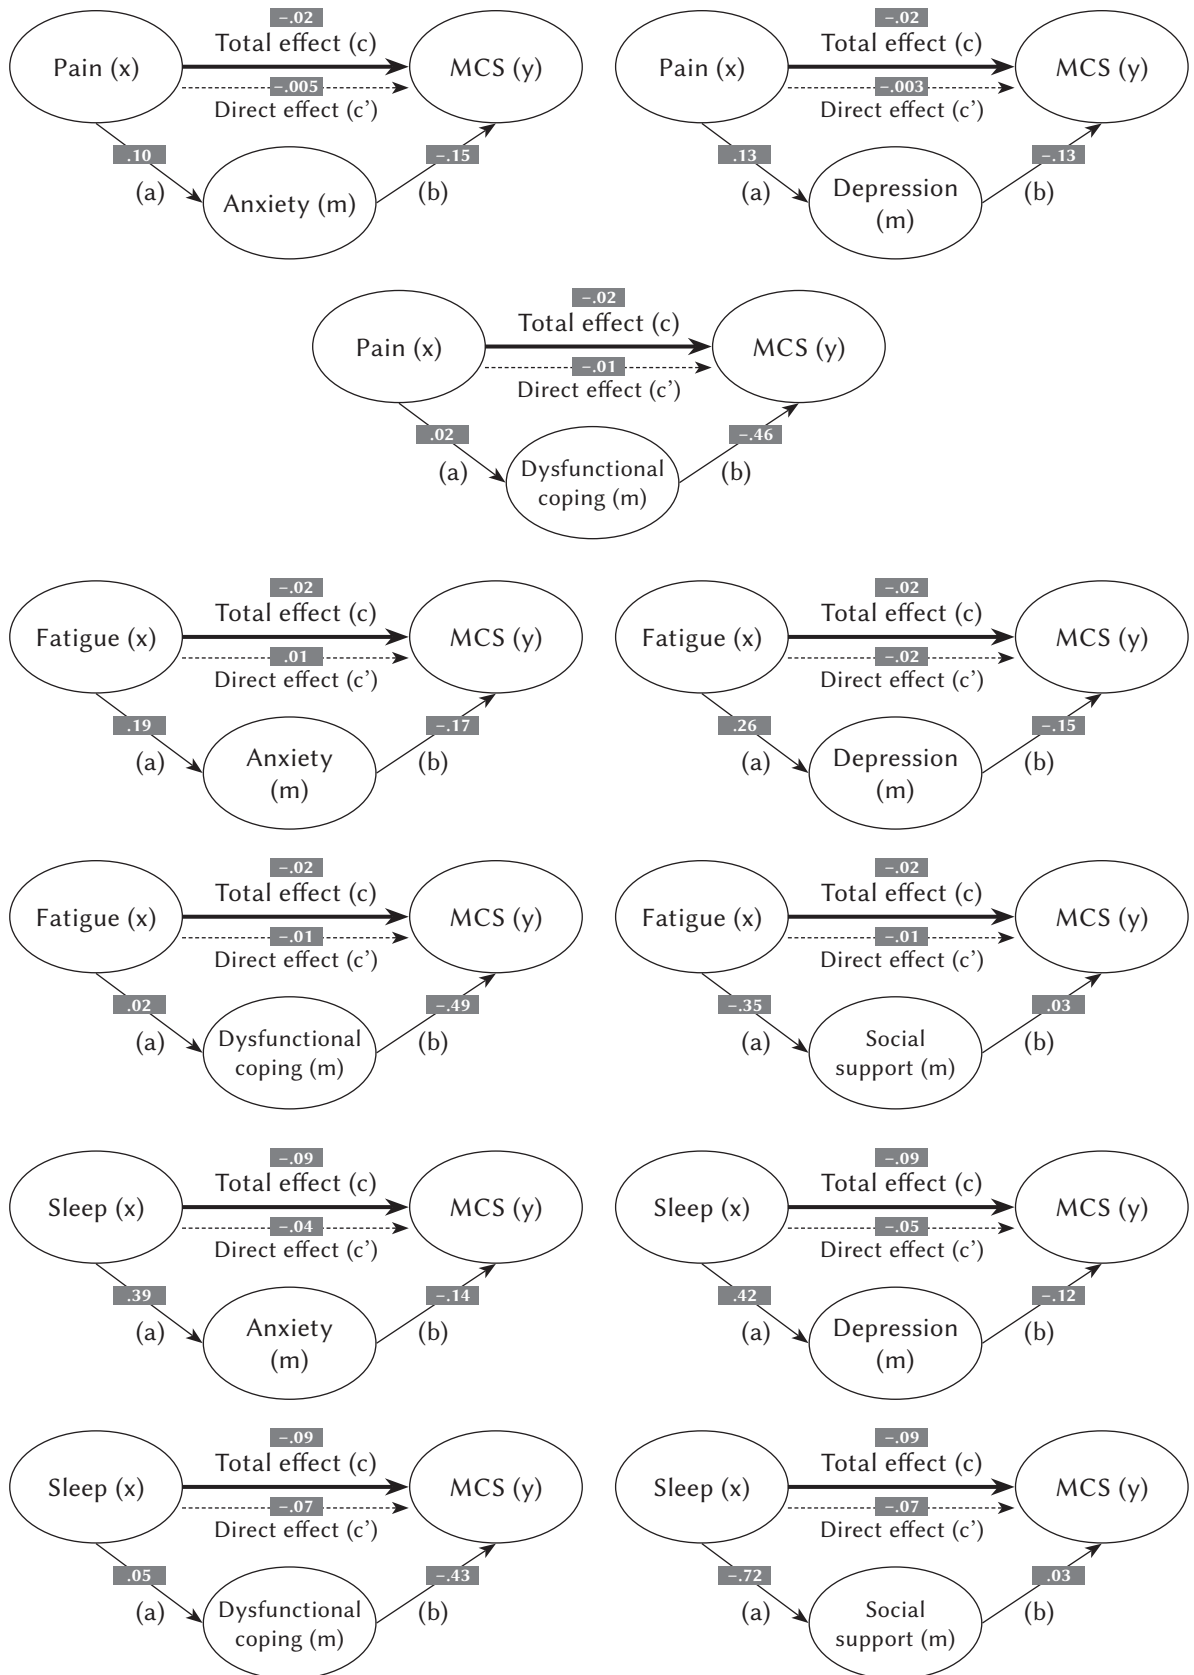 −.02
Total effect (c)
Pain (x)
MCS (y)
−.005
Direct effect (c’)
.10
−.15
(a)
(b)
Anxiety (m)
−.02
Total effect (c)
Pain (x)
MCS (y)
−.003
Direct effect (c’)
.13
−.13
(a)
(b)
Depression
(m)
−.02
Total effect (c)
Pain (x)
MCS (y)
−.01
Direct effect (c’)
.02
−.46
(a)
(b)
Dysfunctional
coping (m)
−.02
Total effect (c)
Fatigue (x)
MCS (y)
.01
Direct effect (c’)
.19
−.17
(a)
(b)
Anxiety
(m)
−.02
Total effect (c)
Fatigue (x)
MCS (y)
−.02
Direct effect (c’)
.26
−.15
(a)
(b)
Depression
(m)
−.02
Total effect (c)
Fatigue (x)
MCS (y)
−.01
Direct effect (c’)
.02
−.49
(a)
(b)
Dysfunctional
coping (m)
−.02
Total effect (c)
Fatigue (x)
MCS (y)
−.01
Direct effect (c’)
−.35
.03
(a)
(b)
Social
support (m)
−.09
Total effect (c)
Sleep (x)
MCS (y)
−.04
Direct effect (c’)
.39
−.14
(a)
(b)
Anxiety
(m)
−.09
Total effect (c)
Sleep (x)
MCS (y)
−.05
Direct effect (c’)
.42
−.12
(a)
(b)
Depression
(m)
−.09
Total effect (c)
Sleep (x)
MCS (y)
−.07
Direct effect (c’)
.05
−.43
(a)
(b)
Dysfunctional
coping (m)
−.09
Total effect (c)
Sleep (x)
MCS (y)
−.07
Direct effect (c’)
−.72
.03
(a)
(b)
Social
support (m)